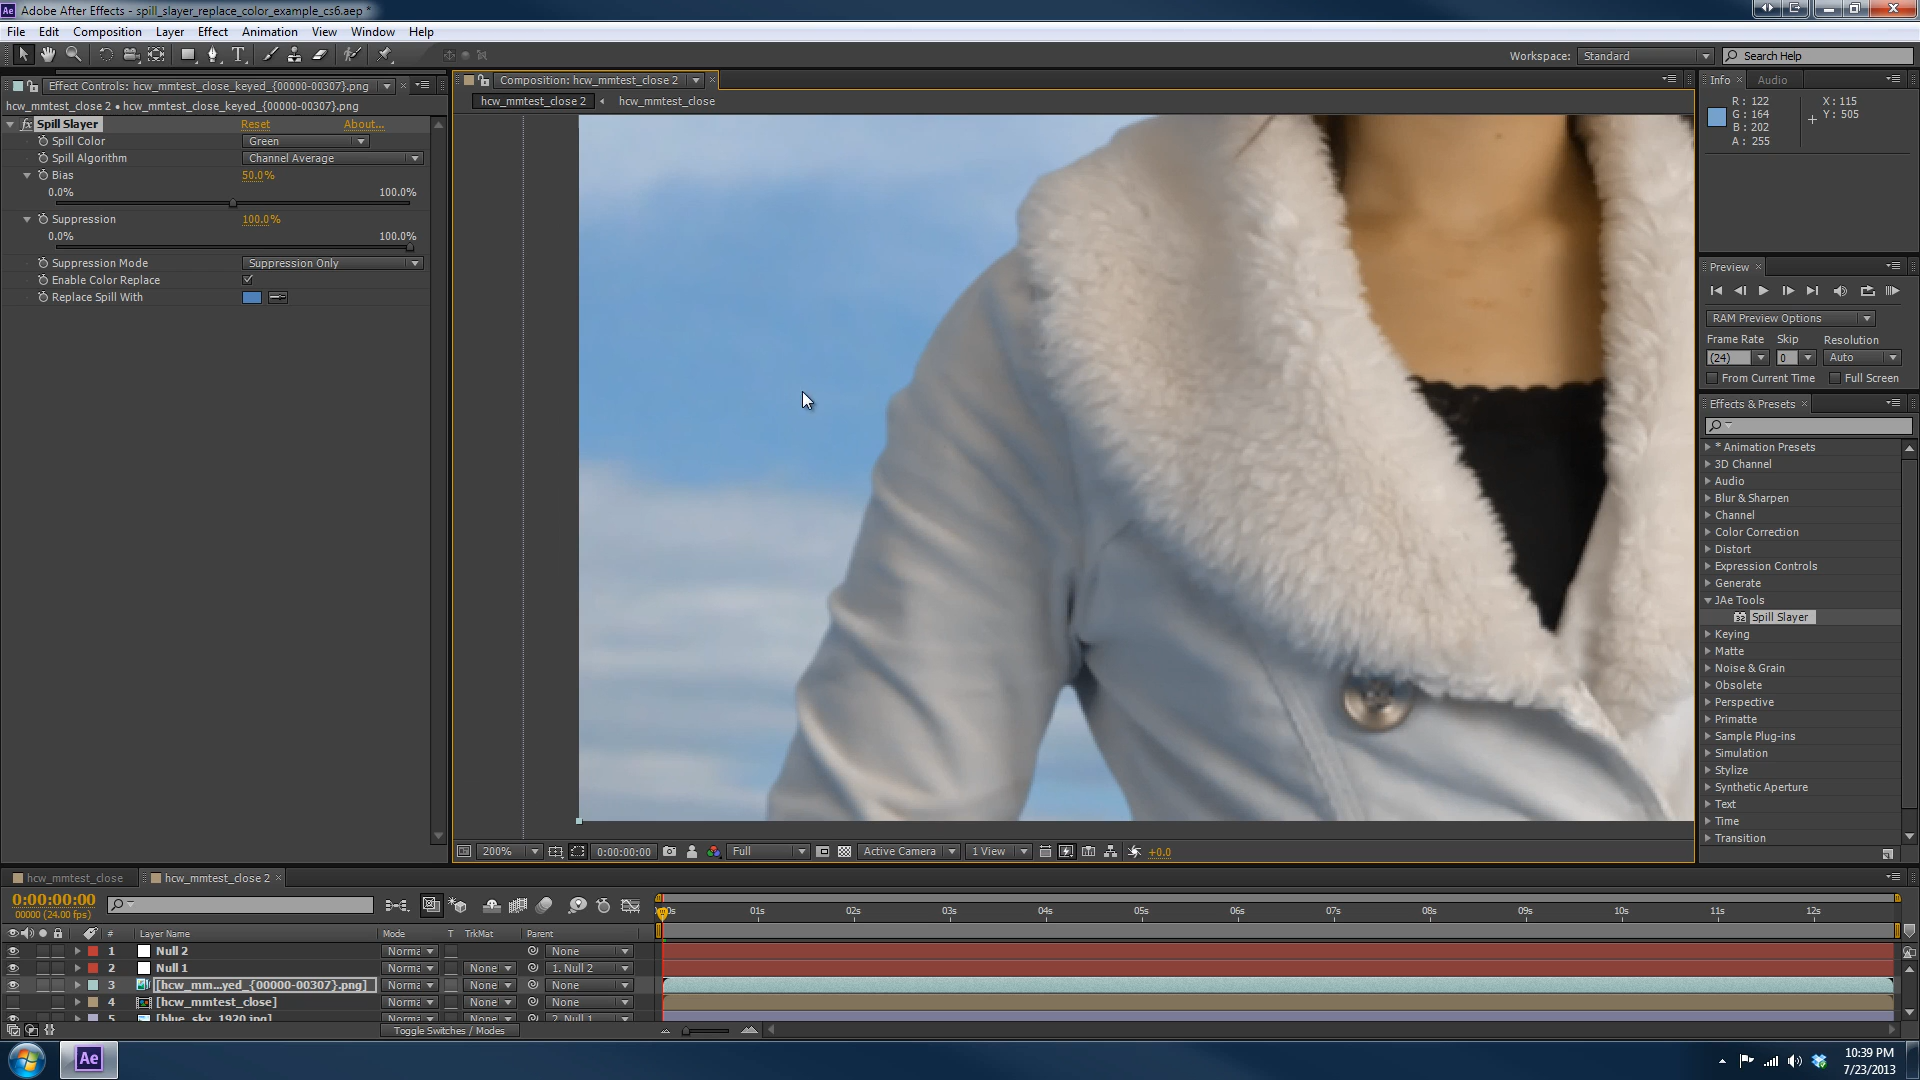 Ae Adobe After Effects - spill_slayer_replace_color_example_cs6.aep *
File Edit Composition Layer Effect Animation View Window Help
Workspace: Standard Search Help
Effect Controls: hcw_mmtest_close_keyed_{00000-00307}.png
hcw_mmtest_close 2 • hcw_mmtest_close_keyed_{00000-00307}.png
fx Spill Slayer Reset About...
Spill Color Green
Spill Algorithm Channel Average
Bias 50.0%
0.0% 100.0%
Suppression 100.0%
0.0% 100.0%
Suppression Mode Suppression Only
Enable Color Replace
Replace Spill With
Composition: hcw_mmtest_close 2
hcw_mmtest_close 2 hcw_mmtest_close
200% 0:00:00:00 Full Active Camera 1 View +0.0
Info Audio
R: 122 X: 115
G: 164 Y: 505
B: 202
A: 255
Preview
RAM Preview Options
Frame Rate Skip Resolution
(24) 0 Auto
From Current Time Full Screen
Effects & Presets
* Animation Presets
3D Channel
Audio
Blur & Sharpen
Channel
Color Correction
Distort
Expression Controls
Generate
JAe Tools
32 Spill Slayer
Keying
Matte
Noise & Grain
Obsolete
Perspective
Primatte
Sample Plug-ins
Simulation
Stylize
Synthetic Aperture
Text
Time
Transition
hcw_mmtest_close hcw_mmtest_close 2
0:00:00:00
00000 (24.00 fps)
01s 02s 03s 04s 05s 06s 07s 08s 09s 10s 11s 12s
# Layer Name Mode T TrkMat Parent
1 Null 2 Norma None
2 Null 1 Norma None 1. Null 2
3 [hcw_mm...yed_{00000-00307}.png] Norma None None
4 [hcw_mmtest_close] Norma None None
5 [blue_sky_1920.jpg] Norma None 2. Null 1
Toggle Switches / Modes
Ae
10:39 PM
7/23/2013